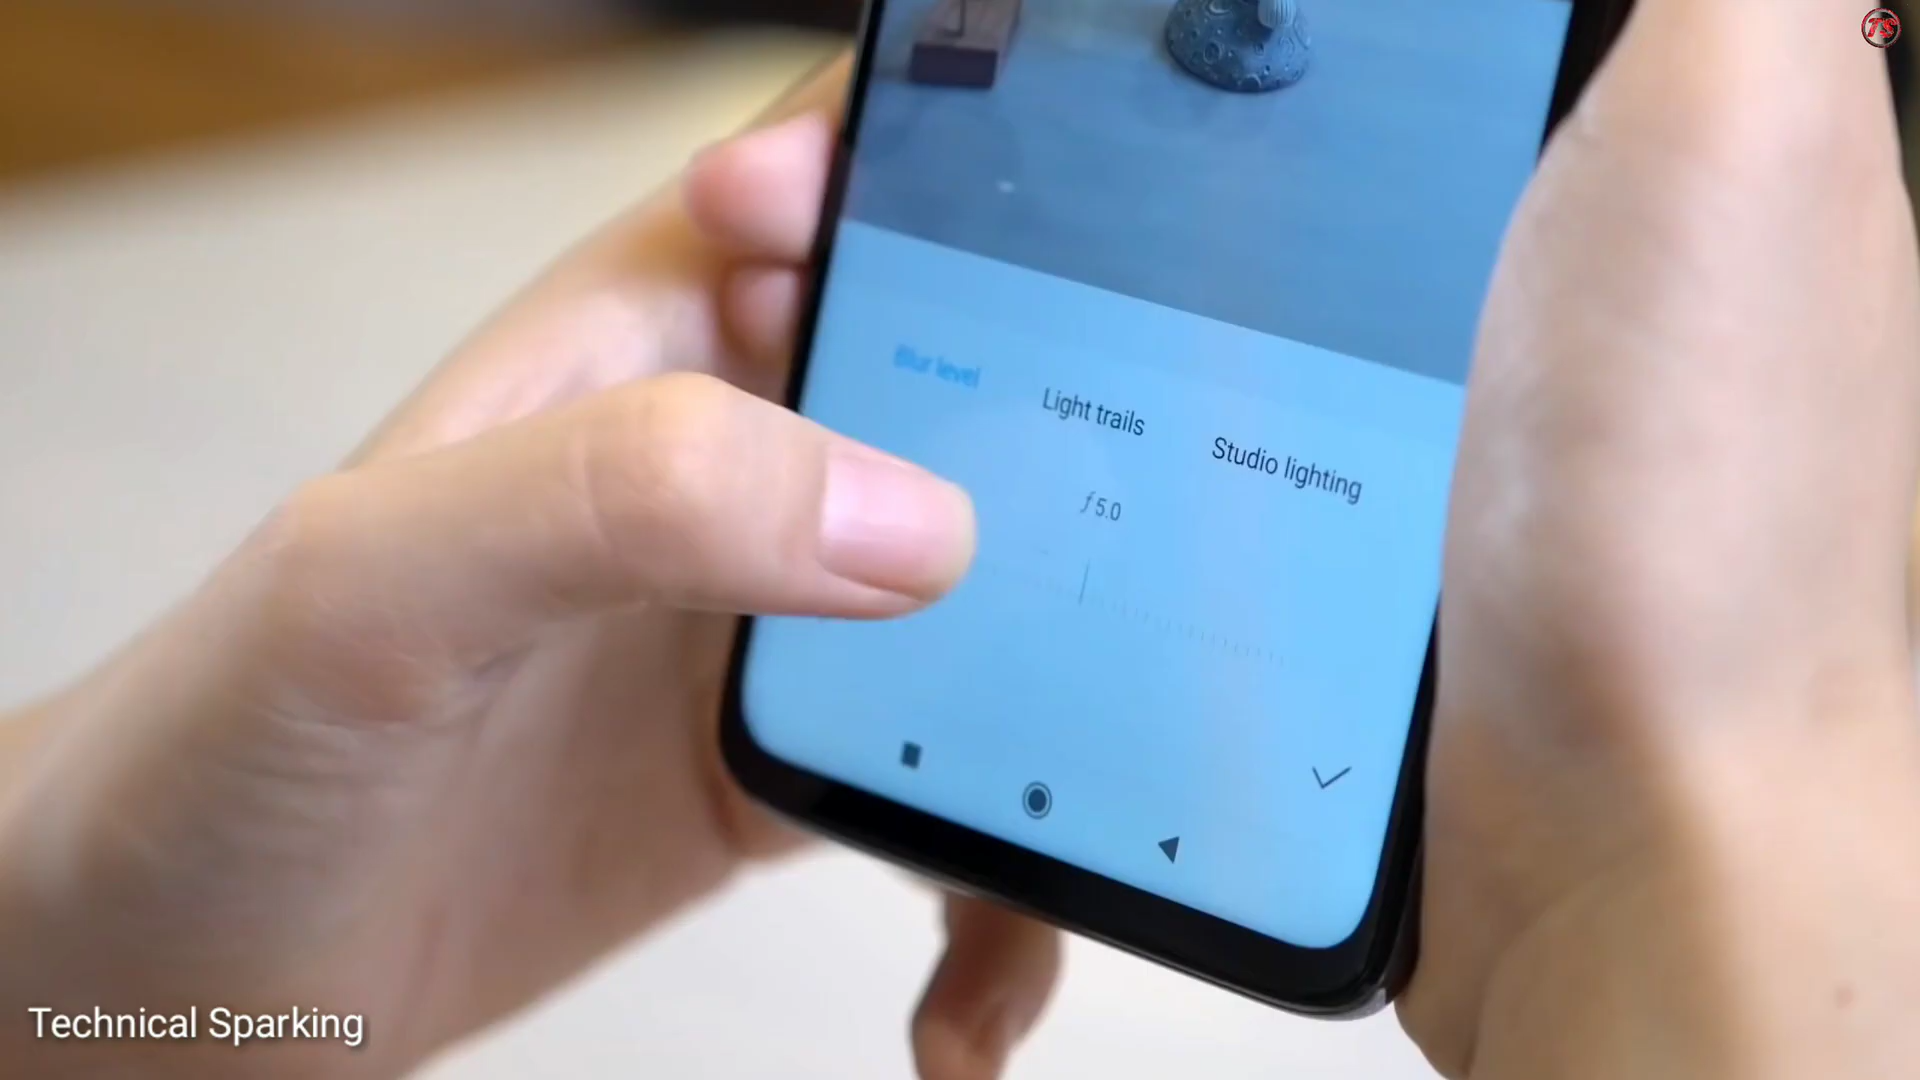 TS
Blur level
Light trails
Studio lighting
ƒ5.0
Technical Sparking